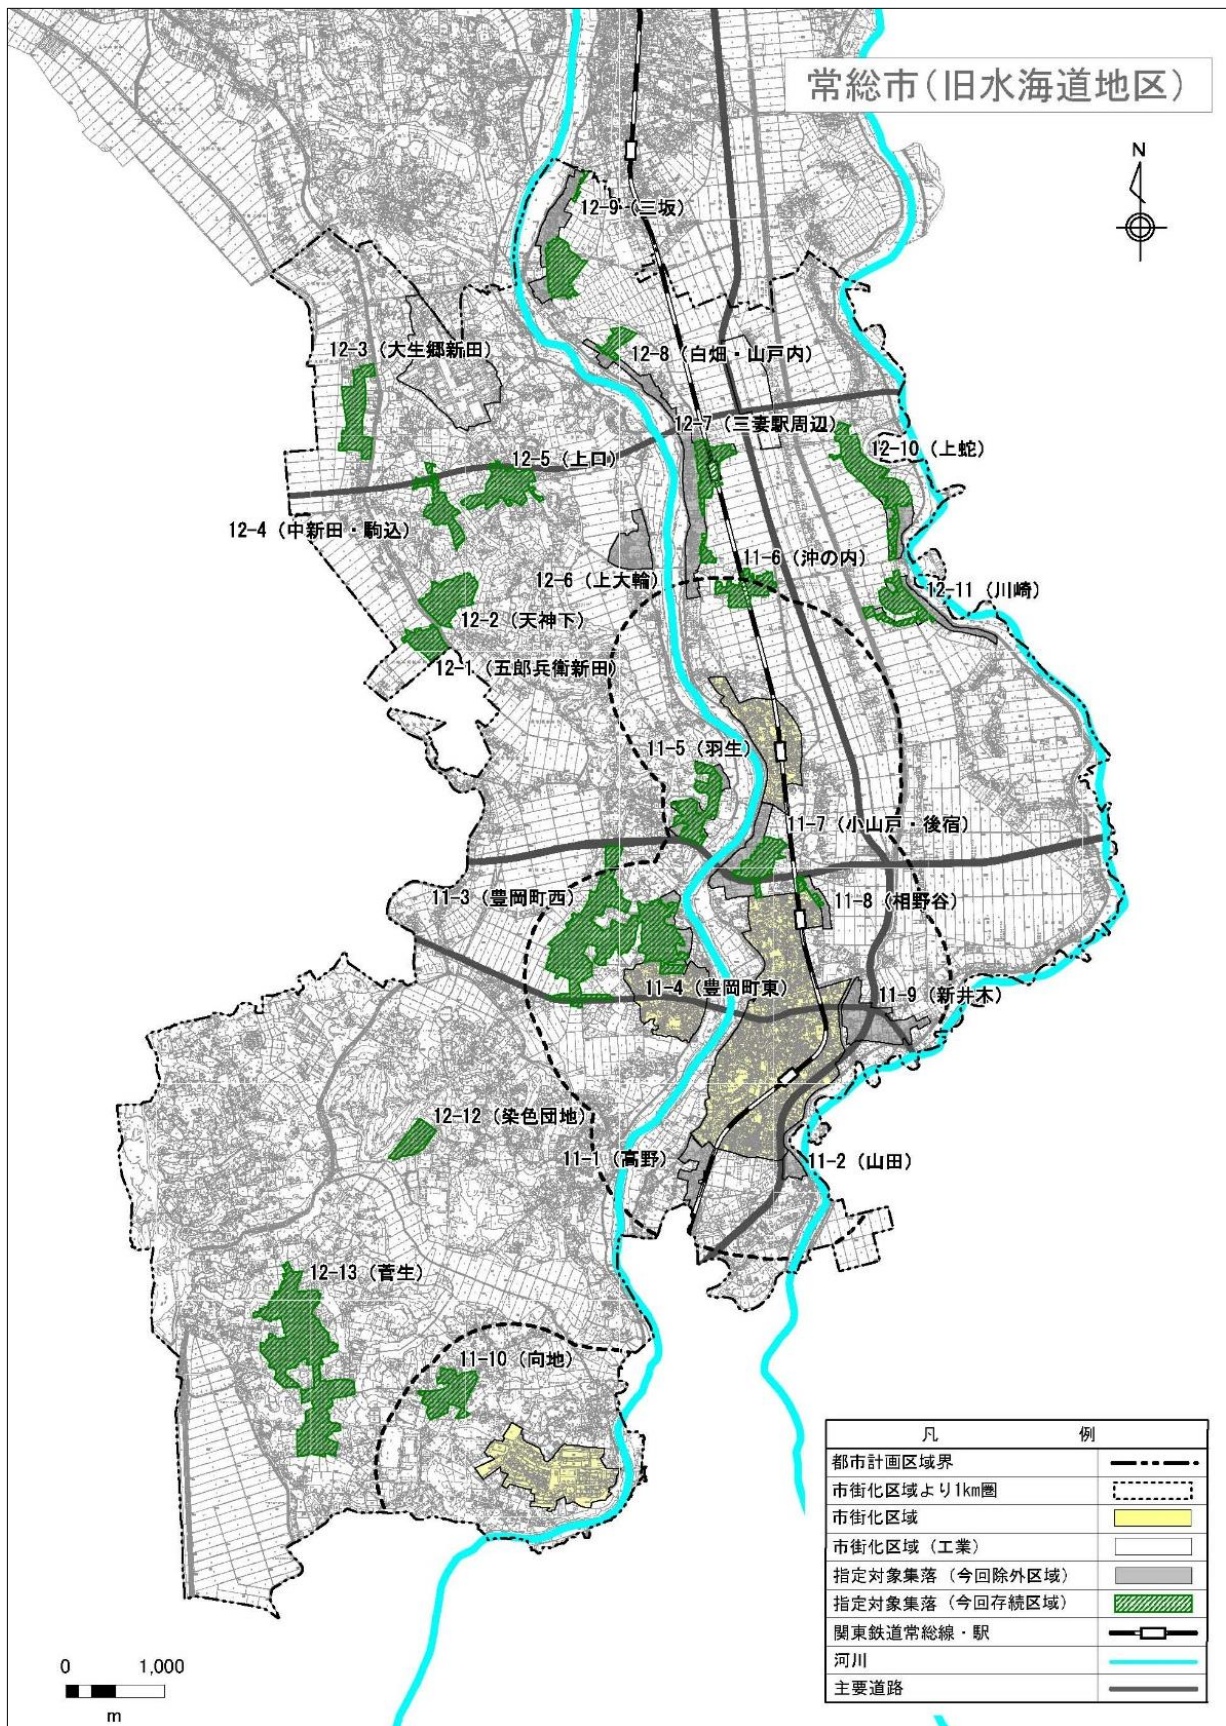 常総市（旧水海道地区）
N
12-9（三坂）
12-3（大生郷新田）
12-8（白畑・山戸内）
12-7（三妻駅周辺）
12-10（上蛇）
12-5（上口）
12-4（中新田・駒込）
11-6（沖の内）
12-6（上大輪）
12-11（川崎）
12-2（天神下）
12-1（五郎兵衛新田）
11-5（羽生）
11-7（小山戸・後宿）
11-3（豊岡町西）
11-8（相野谷）
11-4（豊岡町東）
11-9（新井木）
12-12（染色団地）
11-1（高野）
11-2（山田）
12-13（菅生）
11-10（向地）
凡　例
都市計画区域界
市街化区域より1km圏
市街化区域
市街化区域（工業）
指定対象集落（今回除外区域）
指定対象集落（今回存続区域）
関東鉄道常総線・駅
河川
主要道路
0 1,000
m